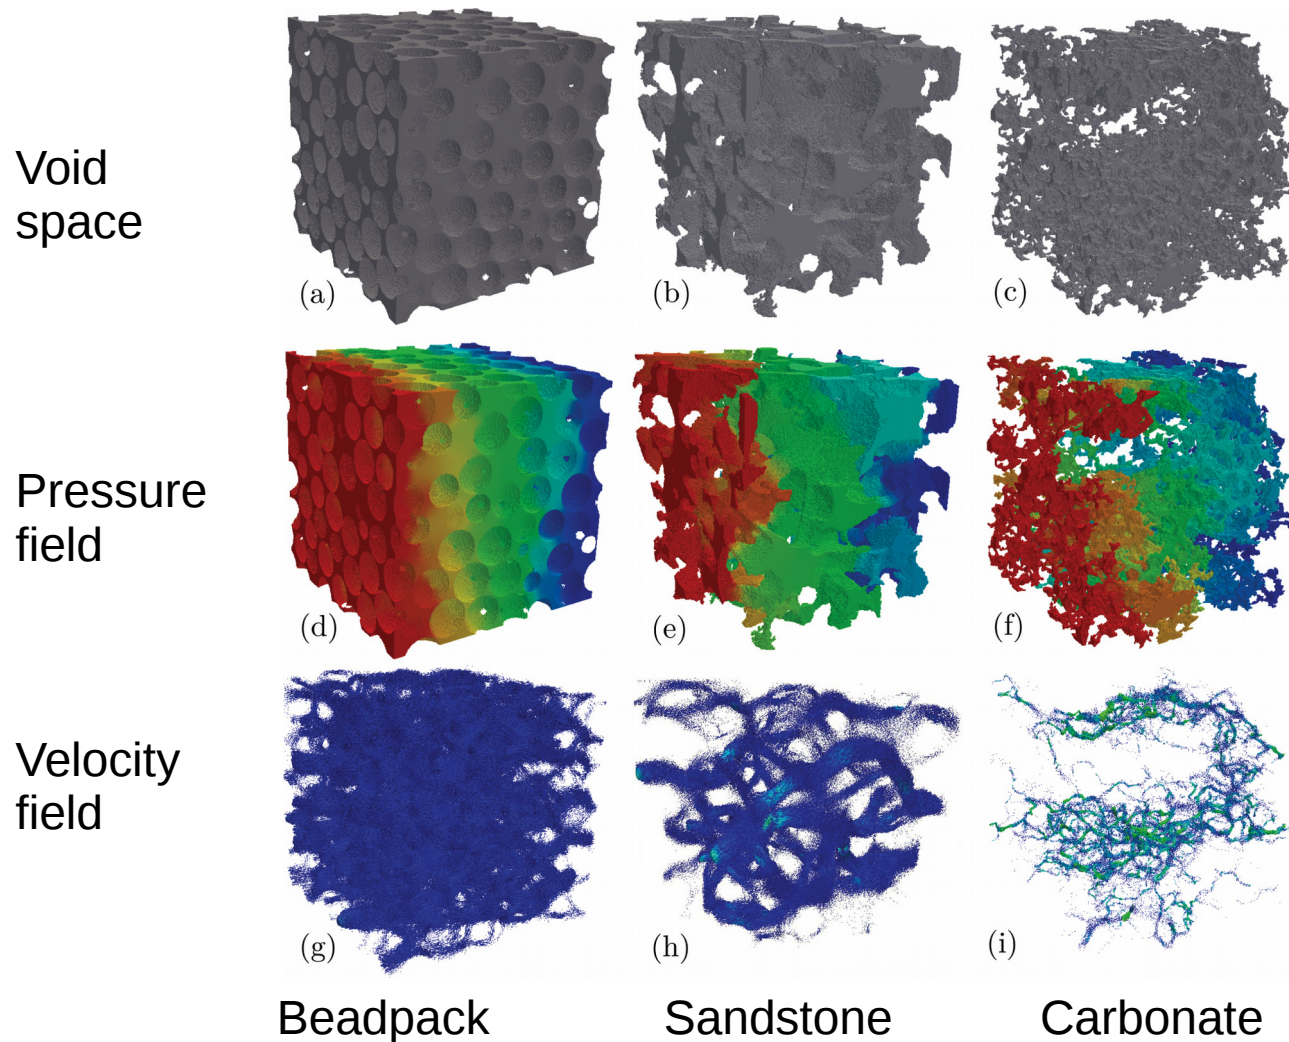 Void
space
(a)
(b)
(c)
Pressure
field
(d)
(e)
(f)
Velocity
field
(g)
(h)
(i)
Beadpack
Sandstone
Carbonate